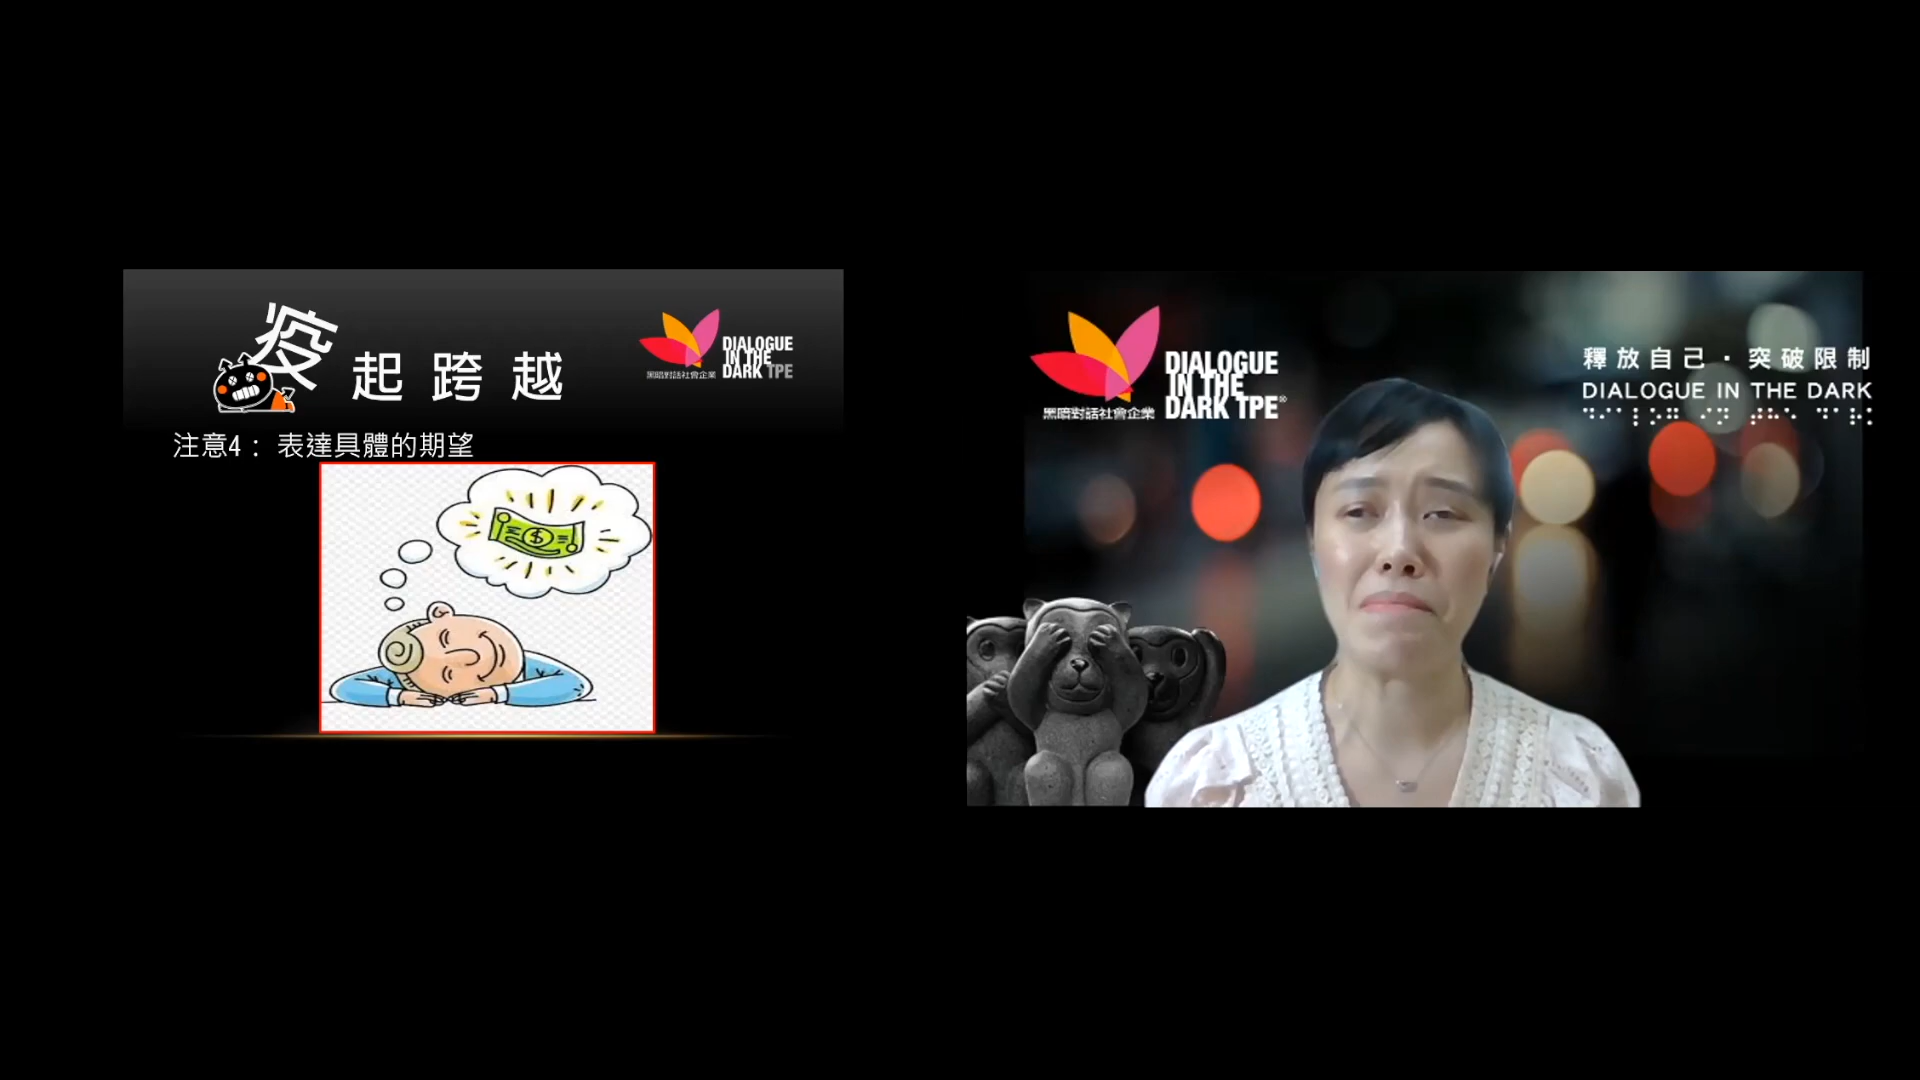 疫起跨越
黑暗對話社會企業
DIALOGUE
IN THE
DARK TPE
注意4： 表達具體的期望
$
黑暗對話社會企業
DIALOGUE
IN THE
DARK TPE®
釋放自己・突破限制
DIALOGUE IN THE DARK